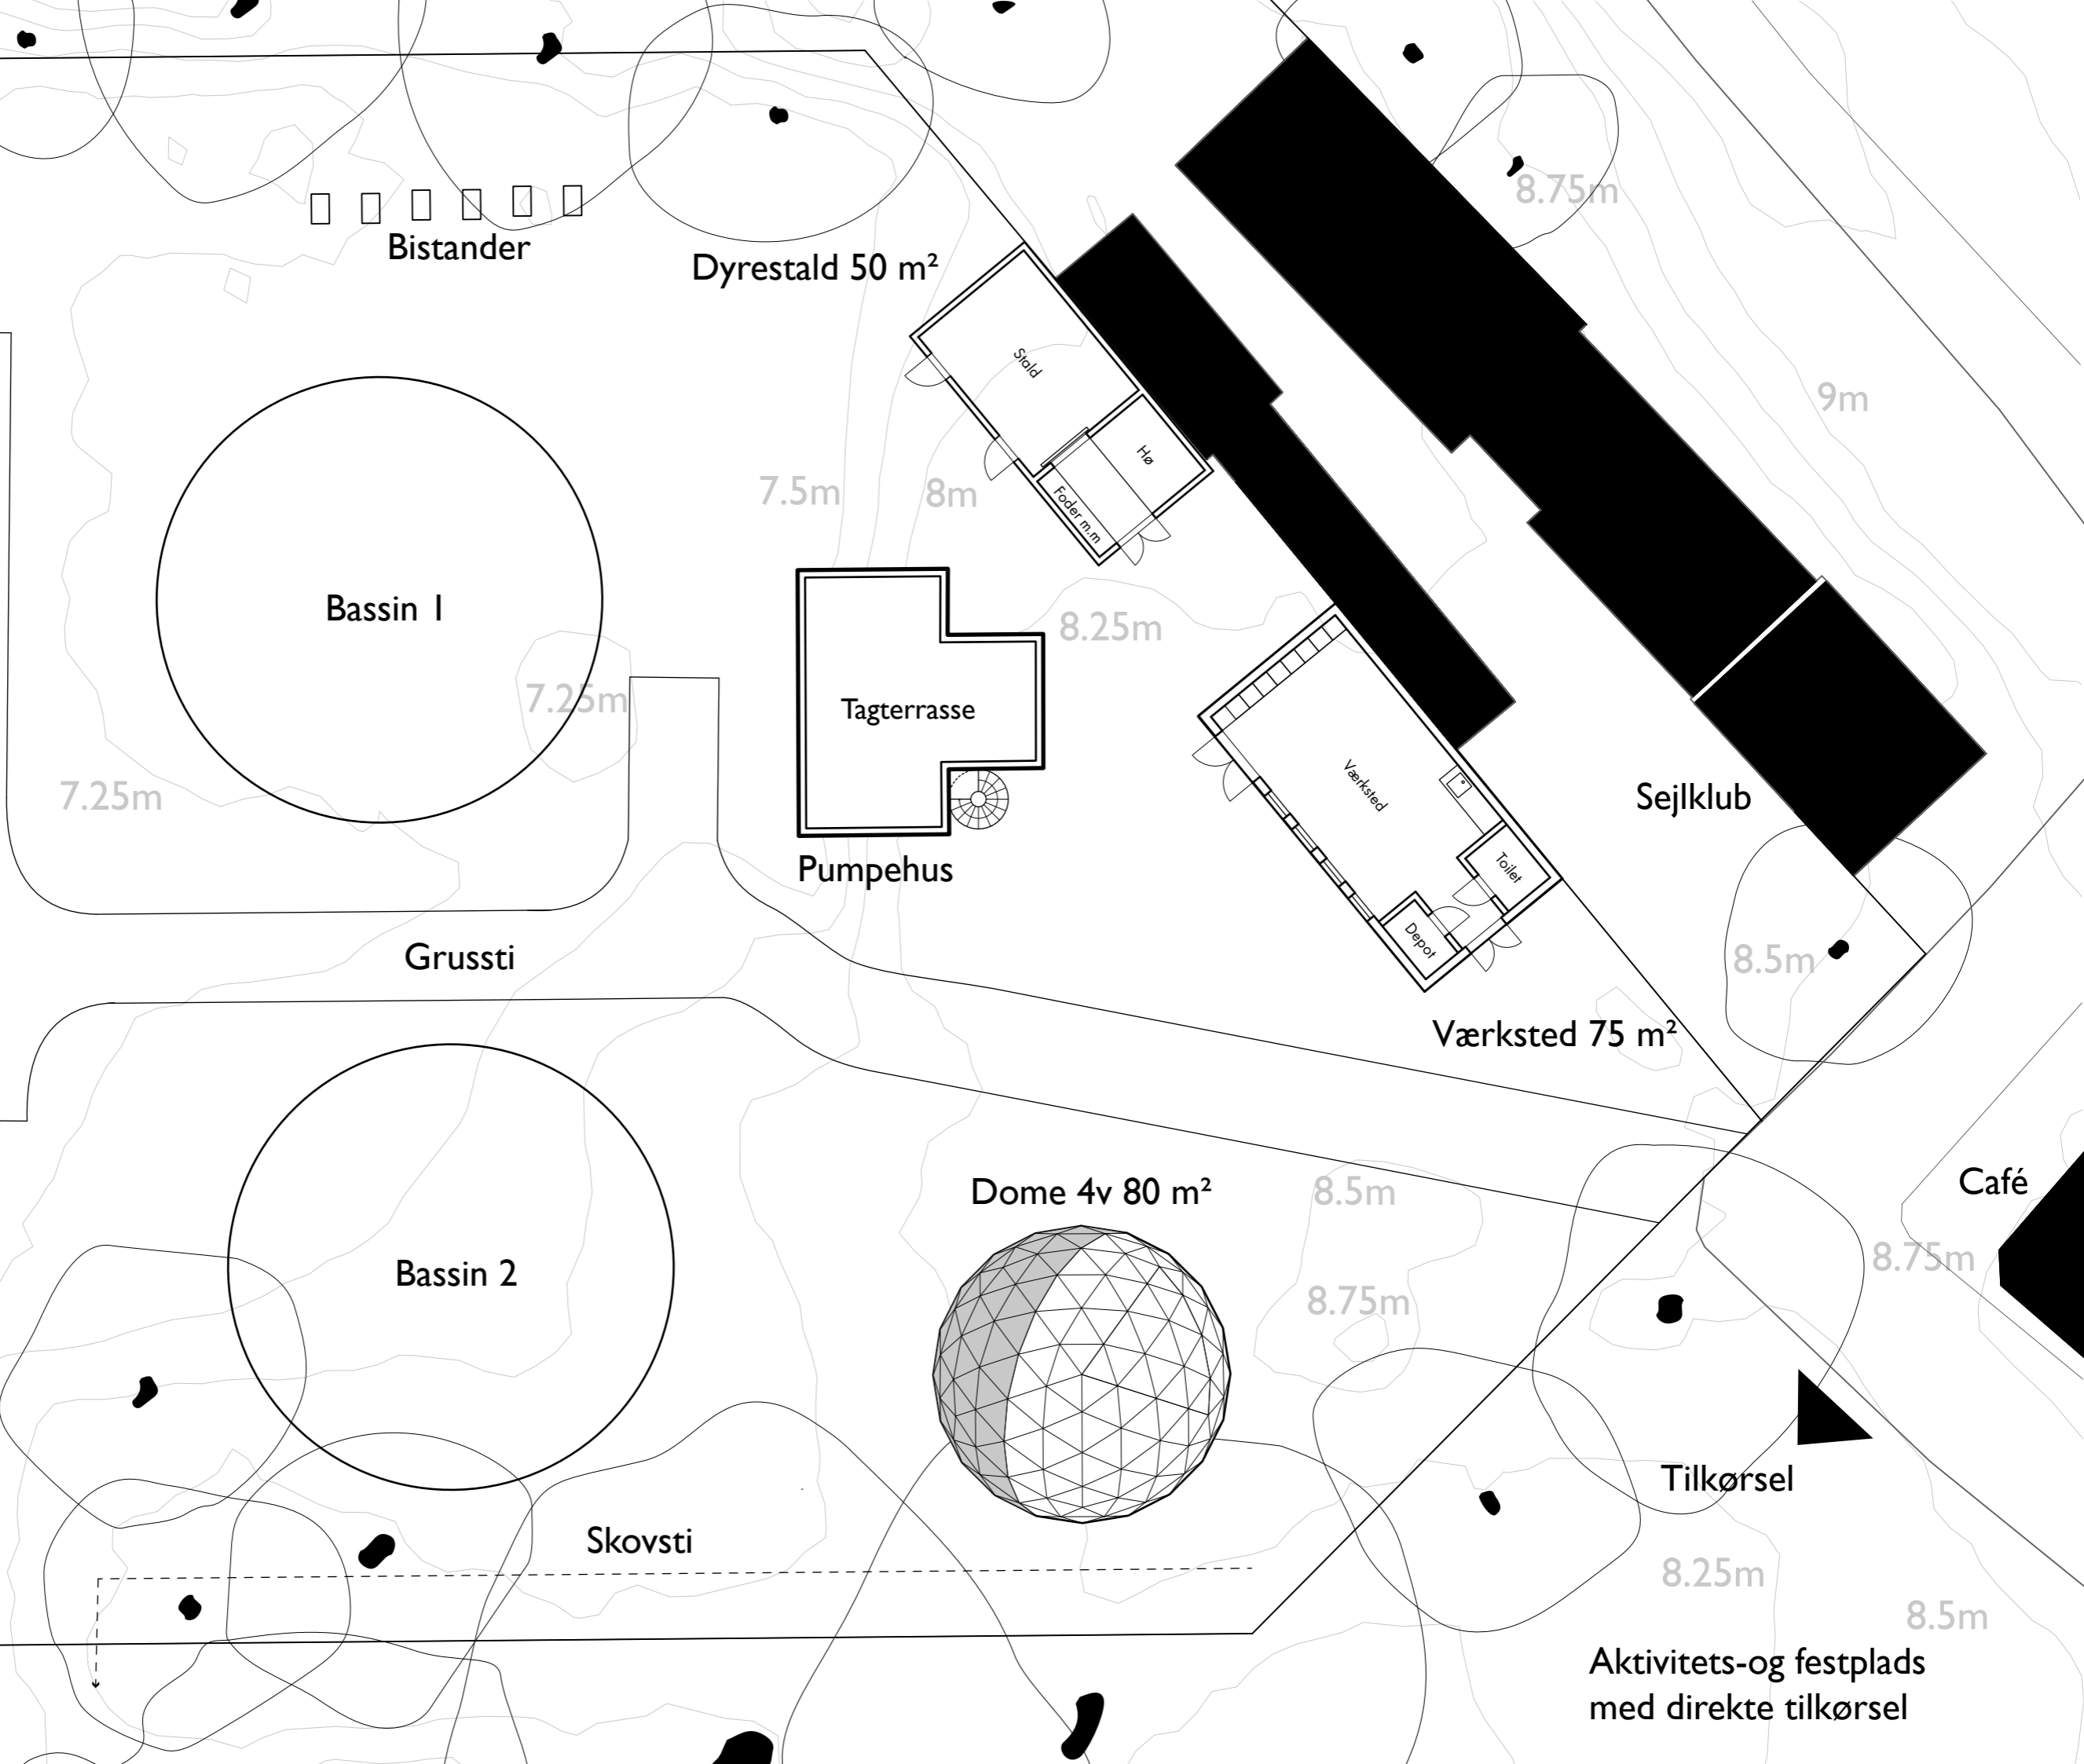 8.75m
Bistander
Dyrestald 50 m²
Stald
9m
Hø
7.5m
8m
Foder m.m
Bassin 1
8.25m
7.25m
Tagterrasse
7.25m
Værksted
Sejlklub
Pumpehus
Toilet
Depot
Grussti
8.5m
Værksted 75 m²
Café
Dome 4v 80 m²
8.5m
8.75m
Bassin 2
8.75m
Tilkørsel
Skovsti
8.25m
8.5m
Aktivitets-og festplads
med direkte tilkørsel